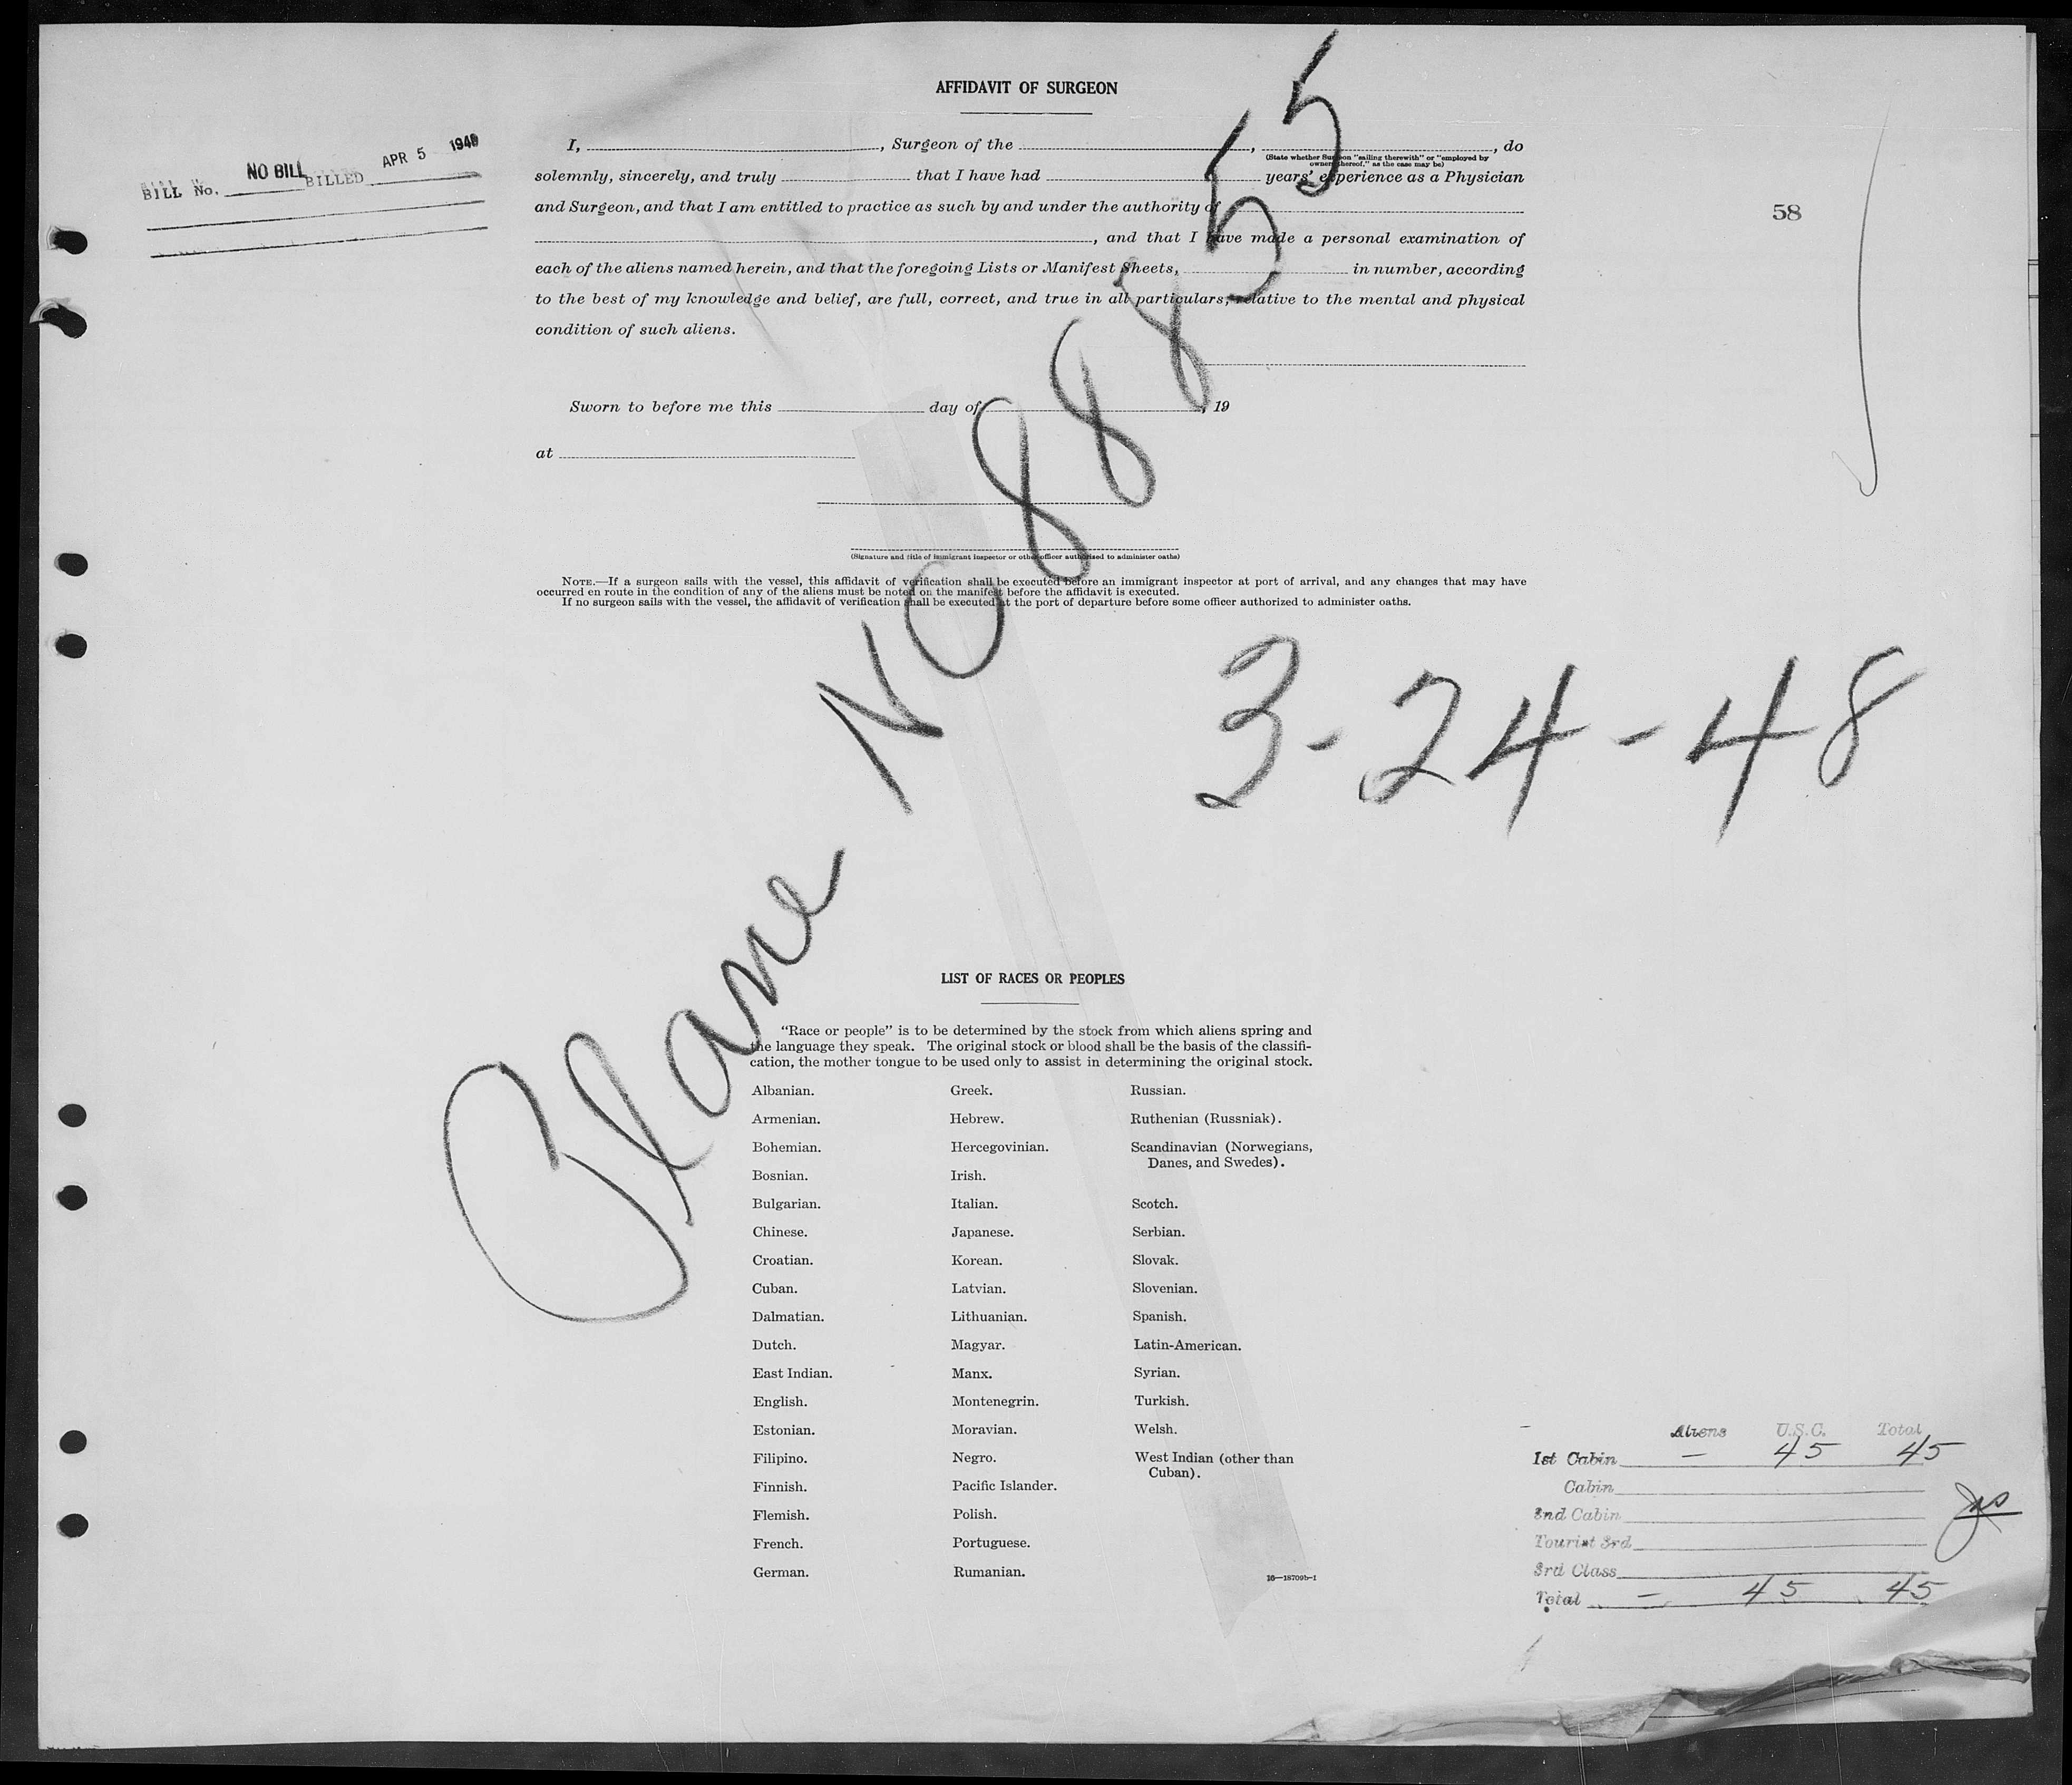 AFFIDAVIT OF SURGEON
BILL No. NO BILL BILLED APR 5 1948
I, , Surgeon of the , , do
(State whether Surgeon "sailing therewith" or "employed by
owners thereof," as the case may be)
solemnly, sincerely, and truly that I have had years' experience as a Physician
and Surgeon, and that I am entitled to practice as such by and under the authority of
, and that I have made a personal examination of
each of the aliens named herein, and that the foregoing Lists or Manifest Sheets, in number, according
to the best of my knowledge and belief, are full, correct, and true in all particulars, relative to the mental and physical
condition of such aliens.
58
Sworn to before me this day of , 19
at
(Signature and title of immigrant inspector or other officer authorized to administer oaths)
NOTE.—If a surgeon sails with the vessel, this affidavit of verification shall be executed before an immigrant inspector at port of arrival, and any changes that may have
occurred en route in the condition of any of the aliens must be noted on the manifest before the affidavit is executed.
If no surgeon sails with the vessel, the affidavit of verification shall be executed at the port of departure before some officer authorized to administer oaths.
Plane No 88855
3-24-48
LIST OF RACES OR PEOPLES
"Race or people" is to be determined by the stock from which aliens spring and
the language they speak. The original stock or blood shall be the basis of the classifi-
cation, the mother tongue to be used only to assist in determining the original stock.
Albanian.
Armenian.
Bohemian.
Bosnian.
Bulgarian.
Chinese.
Croatian.
Cuban.
Dalmatian.
Dutch.
East Indian.
English.
Estonian.
Filipino.
Finnish.
Flemish.
French.
German.
Greek.
Hebrew.
Hercegovinian.
Irish.
Italian.
Japanese.
Korean.
Latvian.
Lithuanian.
Magyar.
Manx.
Montenegrin.
Moravian.
Negro.
Pacific Islander.
Polish.
Portuguese.
Rumanian.
Russian.
Ruthenian (Russniak).
Scandinavian (Norwegians,
Danes, and Swedes).
Scotch.
Serbian.
Slovak.
Slovenian.
Spanish.
Latin-American.
Syrian.
Turkish.
Welsh.
West Indian (other than
Cuban).
16—18709b-1
Aliens U.S.C. Total
1st Cabin — 45 45
Cabin
2nd Cabin
Tourist 3rd
3rd Class
Total — 45 45